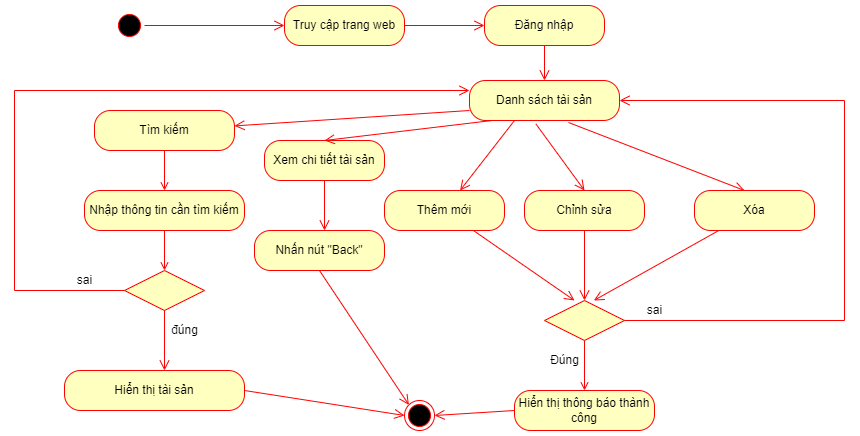 Truy cập trang web
Đăng nhập
Danh sách tài sản
Tìm kiếm
Xem chi tiết tài sản
Nhập thông tin cần tìm kiếm
Thêm mới
Chỉnh sửa
Xóa
Nhấn nút "Back"
sai
sai
đúng
Đúng
Hiển thị tài sản
Hiển thị thông báo thành
công